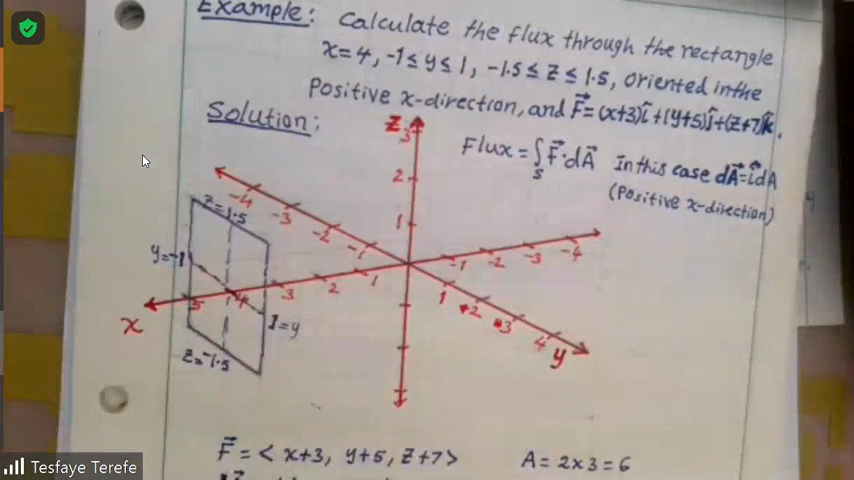 Example: Calculate the flux through the rectangle
x=4, -1≤y≤1, -1.5≤z≤1.5, oriented in the
Positive x-direction, and F⃗=(x+3)î+(y+5)ĵ+(z+7)k̂.
Solution:
Flux = ∫ₛ F⃗·dA⃗ In this case dA⃗=îdA
(Positive x-direction)
Z
3
2
1
-4 -3 -2 -1
z=1.5
y=-1
-1 -2 -3 -4
5 4 3 2 1
x
1=y
z=-1.5
1 2 3 4
y
F⃗ = < x+3, y+5, z+7>
A=2x3=6
Tesfaye Terefe